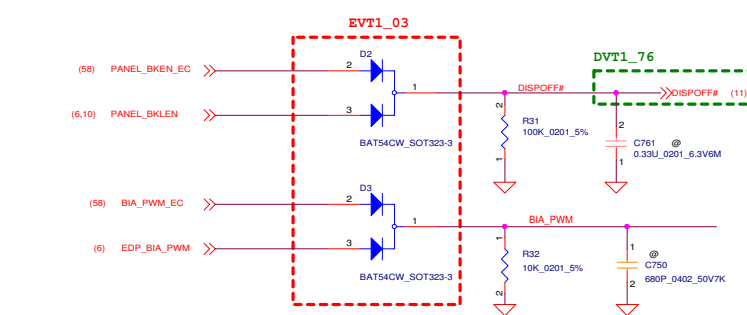 EVT1_03
DVT1_76
D2
(58) PANEL_BKEN_EC
2
1
DISPOFF#
DISPOFF# (11)
(6,10) PANEL_BKLEN
3
BAT54CW_SOT323-3
2
R31
100K_0201_5%
1
2
C761 @
0.33U_0201_6.3V6M
1
D3
(58) BIA_PWM_EC
2
1
BIA_PWM
(6) EDP_BIA_PWM
3
BAT54CW_SOT323-3
1
R32
10K_0201_5%
2
1
@
C750
680P_0402_50V7K
2